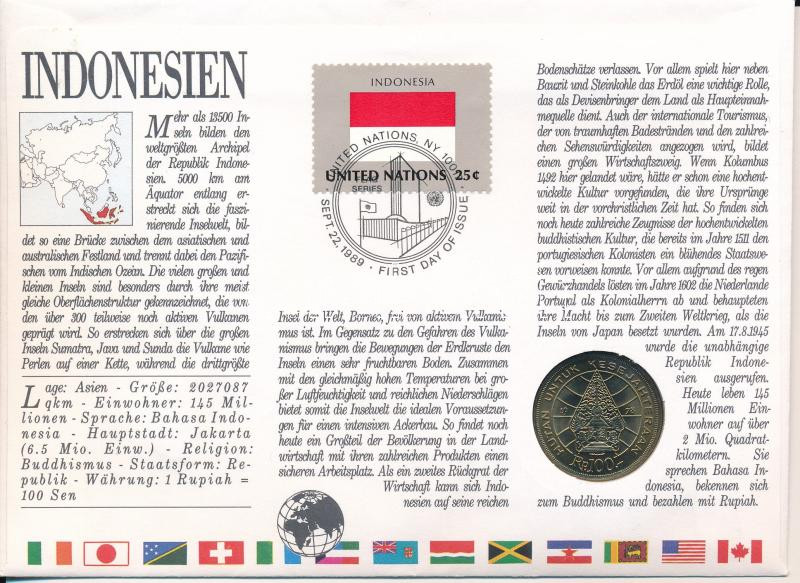 INDONESIEN
Mehr als 13500 In-
seln bilden den
weltgrößten Archipel
der Republik Indone-
sien. 5000 km am
Äquator entlang er-
streckt sich die faszi-
nierende Inselwelt, bil-
det so eine Brücke zwischen dem asiatischen und
australischen Festland und trennt dabei den Pazifi-
schen vom Indischen Ozean. Die vielen großen und
kleinen Inseln sind besonders durch ihre meist
gleiche Oberflächenstruktur gekennzeichnet, die von
den über 300 teilweise noch aktiven Vulkanen
geprägt wird. So erstrecken sich über die großen
Inseln Sumatra, Java und Sunda die Vulkane wie
Perlen auf einer Kette, während die drittgrößte
Lage: Asien - Größe: 2027087
qkm - Einwohner: 145 Mil-
lionen - Sprache: Bahasa Indo-
nesia - Hauptstadt: Jakarta
(6.5 Mio. Einw.) - Religion:
Buddhismus - Staatsform: Re-
publik - Währung: 1 Rupiah =
100 Sen
INDONESIA
UNITED NATIONS 25¢
UNITED NATIONS, NY 100
SERIES
SEPT. 22, 1989 · FIRST DAY OF ISSUE
Insel der Welt, Borneo, frei von aktiven Vulkanis-
mus ist. Im Gegensatz zu den Gefahren des Vulka-
nismus bringen die Bewegungen der Erdkruste den
Inseln einen sehr fruchtbaren Boden. Zusammen
mit den gleichmäßig hohen Temperaturen bei gro-
ßer Luftfeuchtigkeit und reichlichen Niederschlägen
bietet somit die Inselwelt die idealen Voraussetzun-
gen für einen intensiven Ackerbau. So findet noch
heute ein Großteil der Bevölkerung in der Land-
wirtschaft mit ihren zahlreichen Produkten einen
sicheren Arbeitsplatz. Als ein zweites Rückgrat der
Wirtschaft kann sich Indo-
nesien auf seine reichen
Bodenschätze verlassen. Vor allem spielt hier neben
Bauxit und Steinkohle das Erdöl eine wichtige Rolle,
das als Devisenbringer dem Land als Haupteinnah-
mequelle dient. Auch der internationale Tourismus,
der von traumhaften Badestränden und den zahlrei-
chen Sehenswürdigkeiten angezogen wird, bildet
einen großen Wirtschaftszweig. Wenn Kolumbus
1492 hier gelandet wäre, hätte er schon eine hochent-
wickelte Kultur vorgefunden, die ihre Ursprünge
weit in der vorchristlichen Zeit hat. So finden sich
noch heute zahlreiche Zeugnisse der hochentwickelten
buddhistischen Kultur, die bereits im Jahre 1511 den
portugiesischen Kolonisten ein blühendes Staatswe-
sen vorweisen konnte. Vor allem aufgrund des regen
Gewürzhandels lösten im Jahre 1602 die Niederlande
Portugal als Kolonialherrn ab und behaupteten
ihre Macht bis zum Zweiten Weltkrieg, als die
Inseln von Japan besetzt wurden. Am 17.8.1945
wurde die unabhängige
Republik Indone-
sien ausgerufen.
Heute leben 145
Millionen Ein-
wohner auf über
2 Mio. Quadrat-
kilometern. Sie
sprechen Bahasa In-
donesia, bekennen sich
zum Buddhismus und bezahlen mit Rupiah.
HUTAN UNTUK KESEJAHTERAAN
1978
RP.100,-